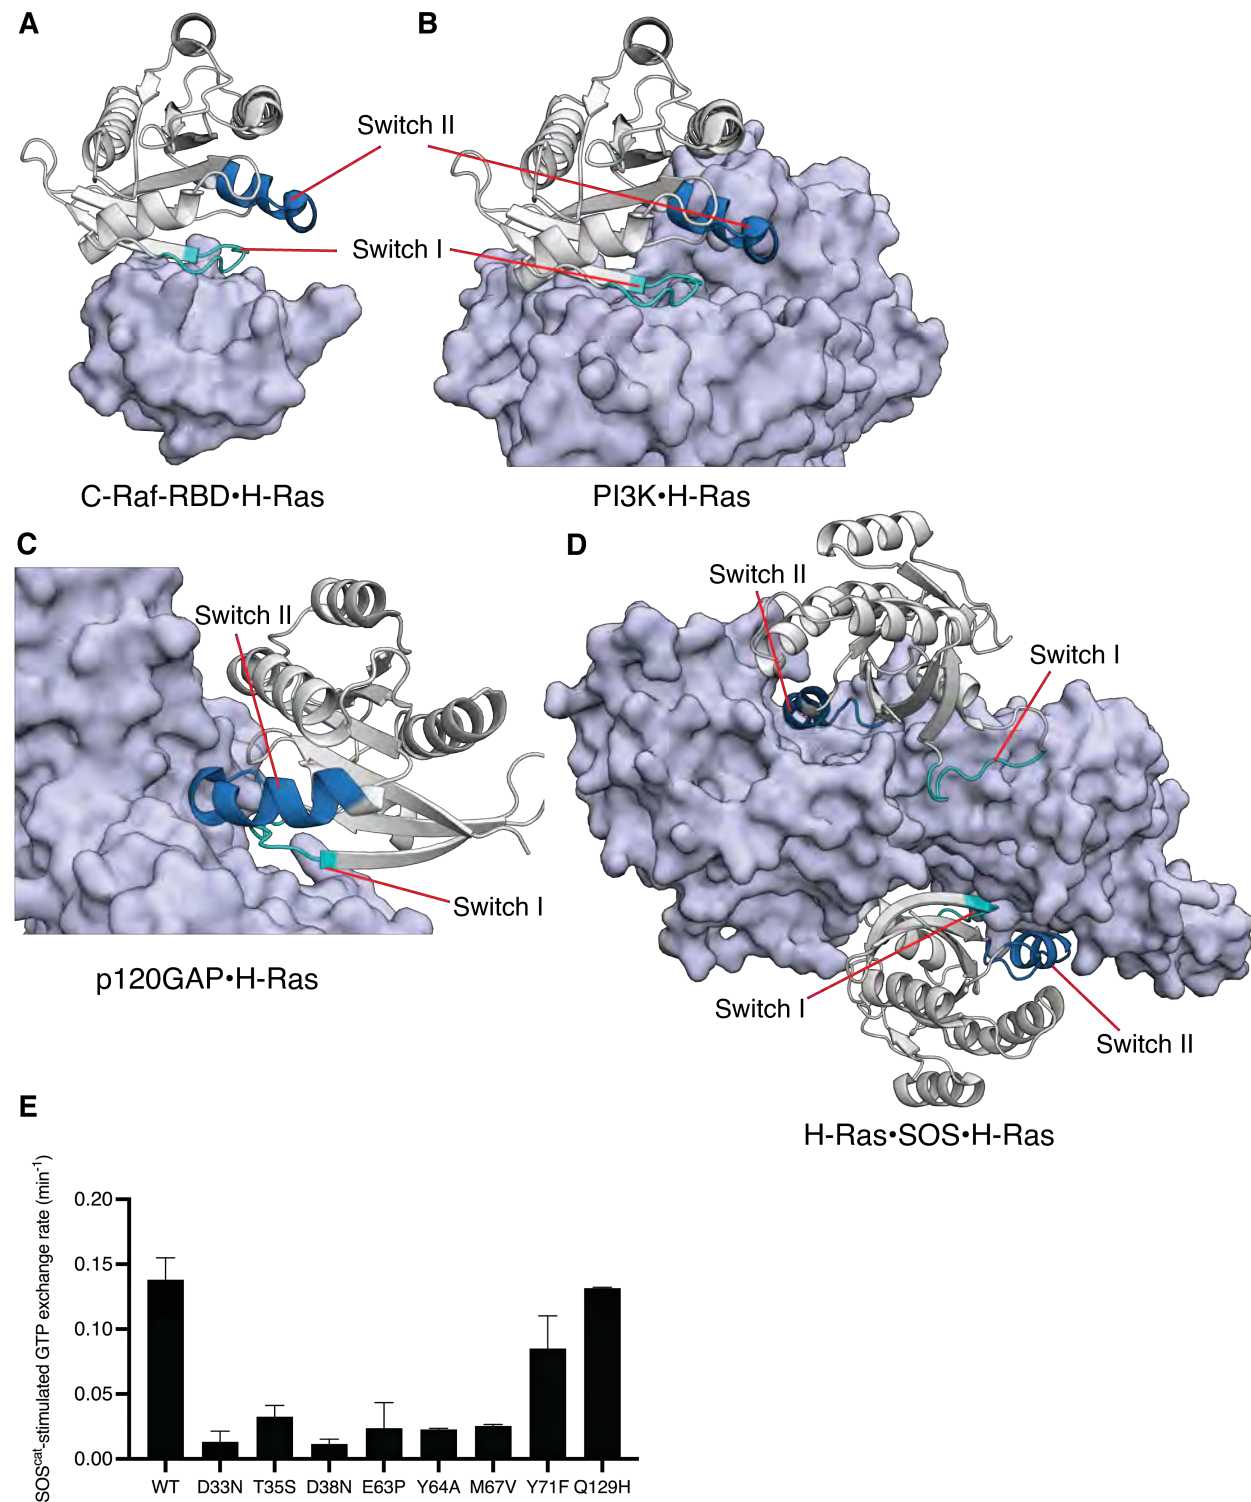 A
B
Switch II
Switch I
C-Raf-RBD•H-Ras
PI3K•H-Ras
C
D
Switch II
Switch II
Switch I
Switch I
p120GAP•H-Ras
Switch I
Switch II
H-Ras•SOS•H-Ras
E
SOScat-stimulated GTP exchange rate (min-1)
0.20
0.15
0.10
0.05
0.00
WT D33N T35S D38N E63P Y64A M67V Y71F Q129H